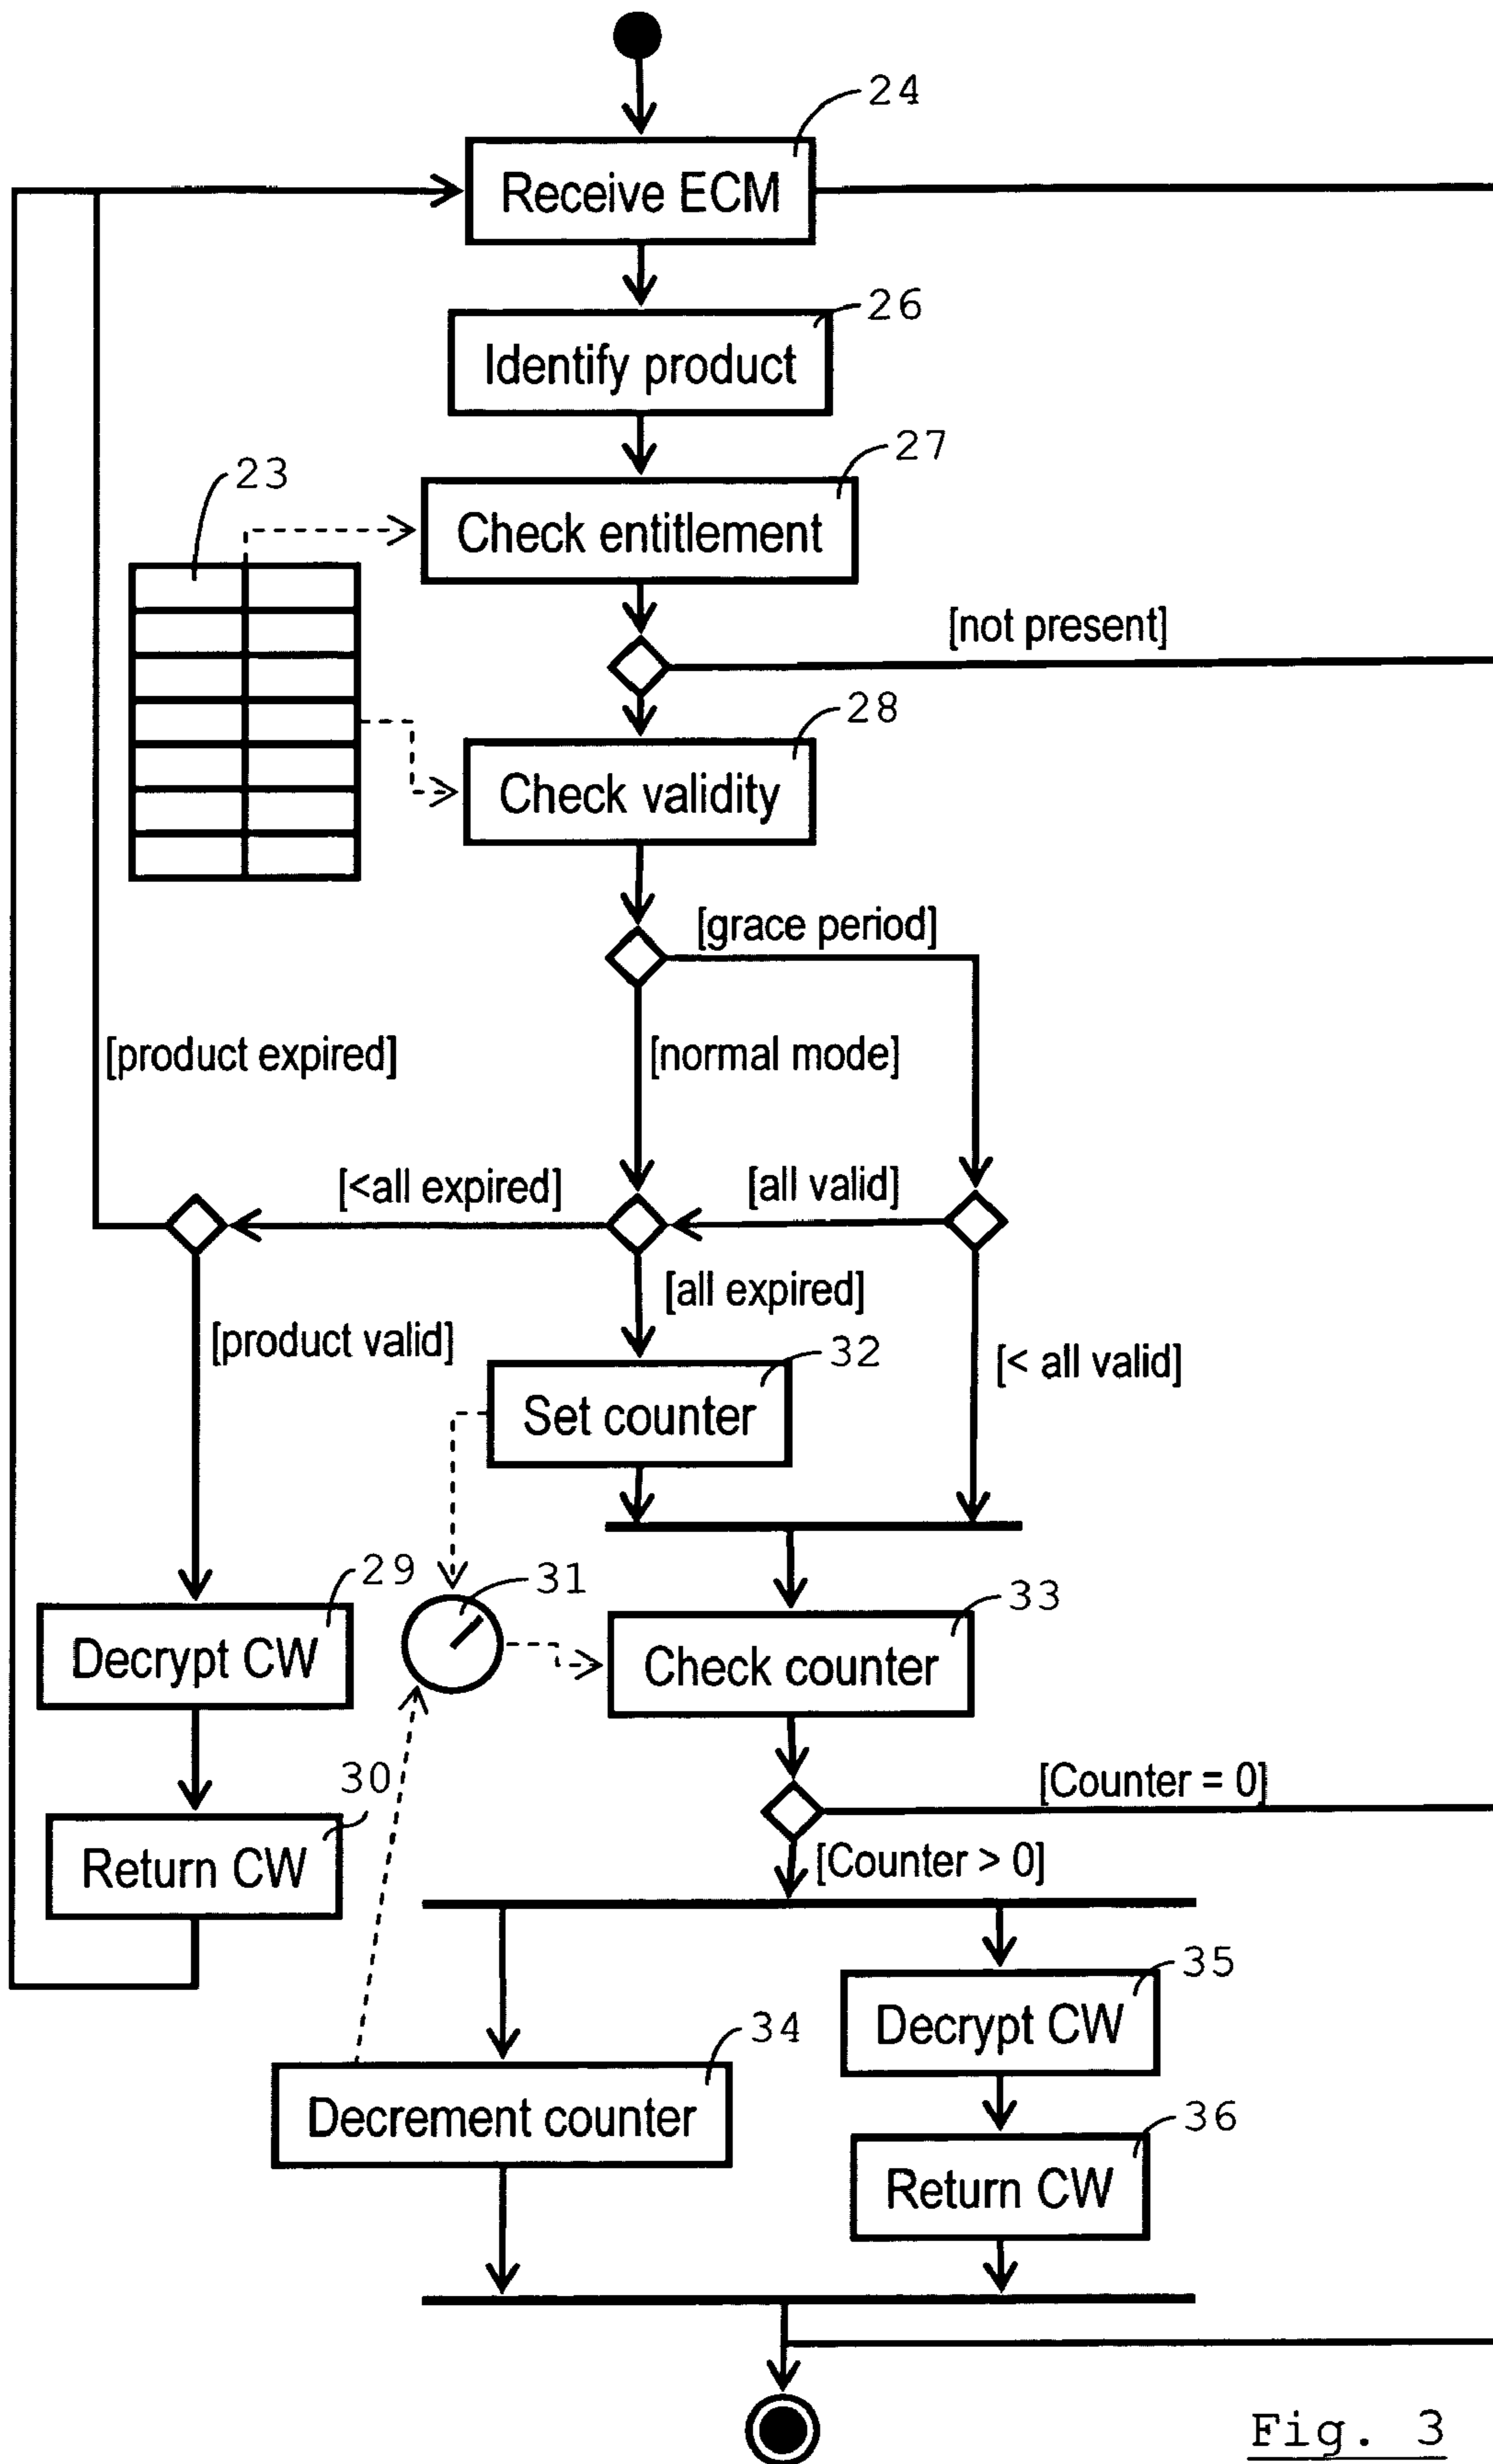 24
Receive ECM
26
Identify product
27
23
Check entitlement
[not present]
28
Check validity
[grace period]
[product expired]
[normal mode]
[<all expired]
[all valid]
[all expired]
[product valid]
32
[< all valid]
Set counter
29
31
33
Decrypt CW
Check counter
30
[Counter = 0]
Return CW
[Counter > 0]
35
34
Decrypt CW
Decrement counter
36
Return CW
Fig. 3